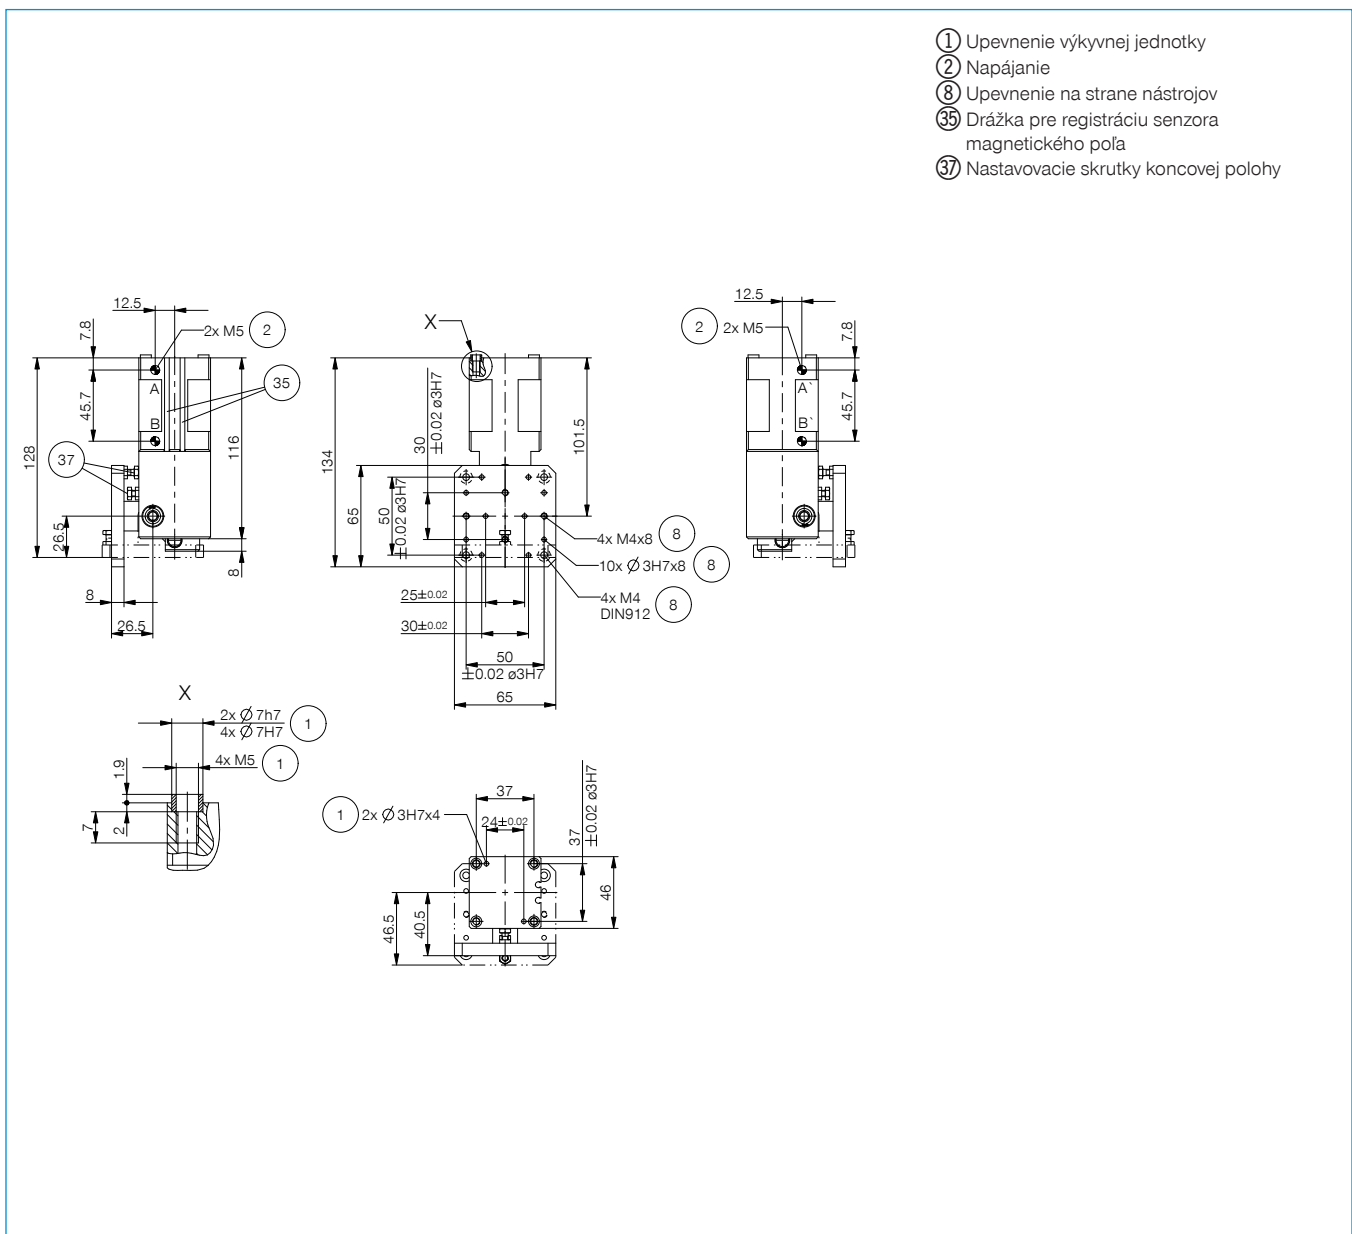 1 Upevnenie výkyvnej jednotky
2 Napájanie
8 Upevnenie na strane nástrojov
35 Drážka pre registráciu senzora
magnetického poľa
37 Nastavovacie skrutky koncovej polohy
12.5
7.8
2x M5 2
35
A
B
45.7
128
116
37
26.5
8
8
26.5
X
134
30
±0.02 ø3H7
101.5
65
50
±0.02 ø3H7
4x M4x8 8
10x Ø 3H7x8 8
4x M4
DIN912 8
25±0.02
30±0.02
50
±0.02 ø3H7
65
12.5
2 2x M5
7.8
A`
B`
45.7
X
2x Ø 7h7
4x Ø 7H7 1
4x M5 1
1.9
7
2
37
1 2x Ø 3H7x4
24±0.02
37
±0.02 ø3H7
46
46.5
40.5